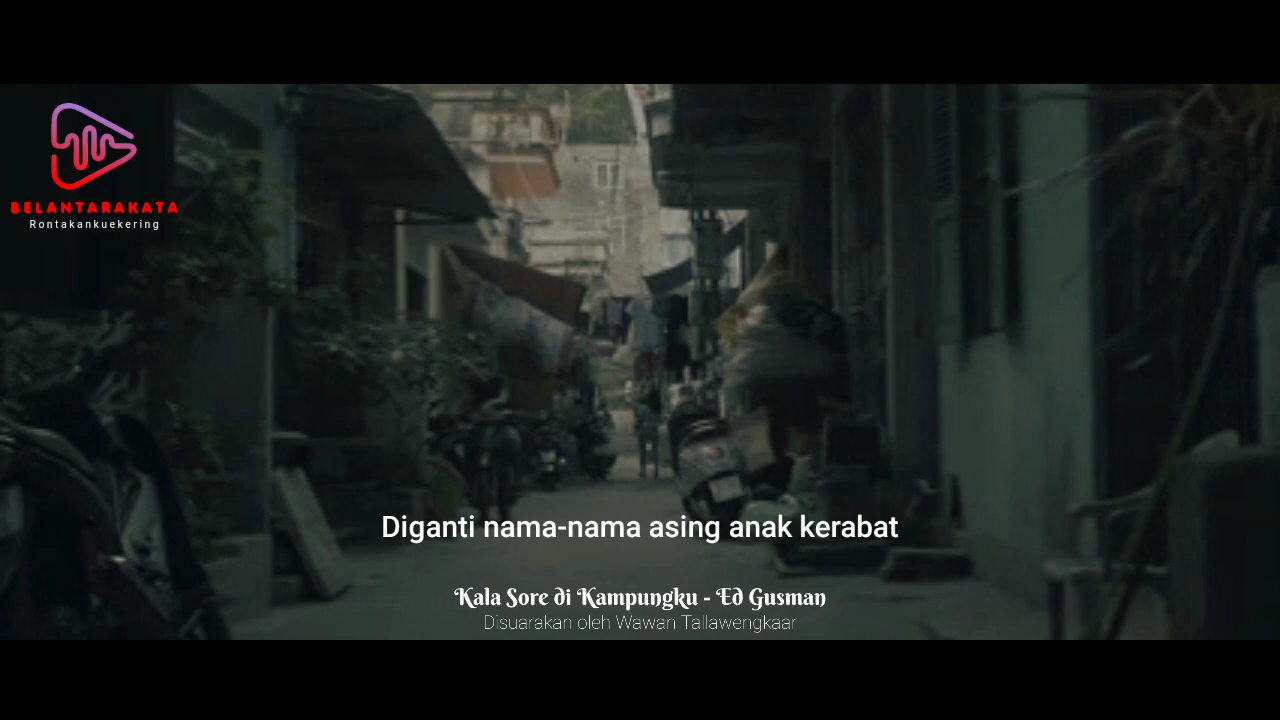 BELANTARAKATA
Rontakankuekering
Diganti nama-nama asing anak kerabat
Kala Sore di Kampungku - Ed Gusman
Disuarakan oleh Wawan Tallawengkaar